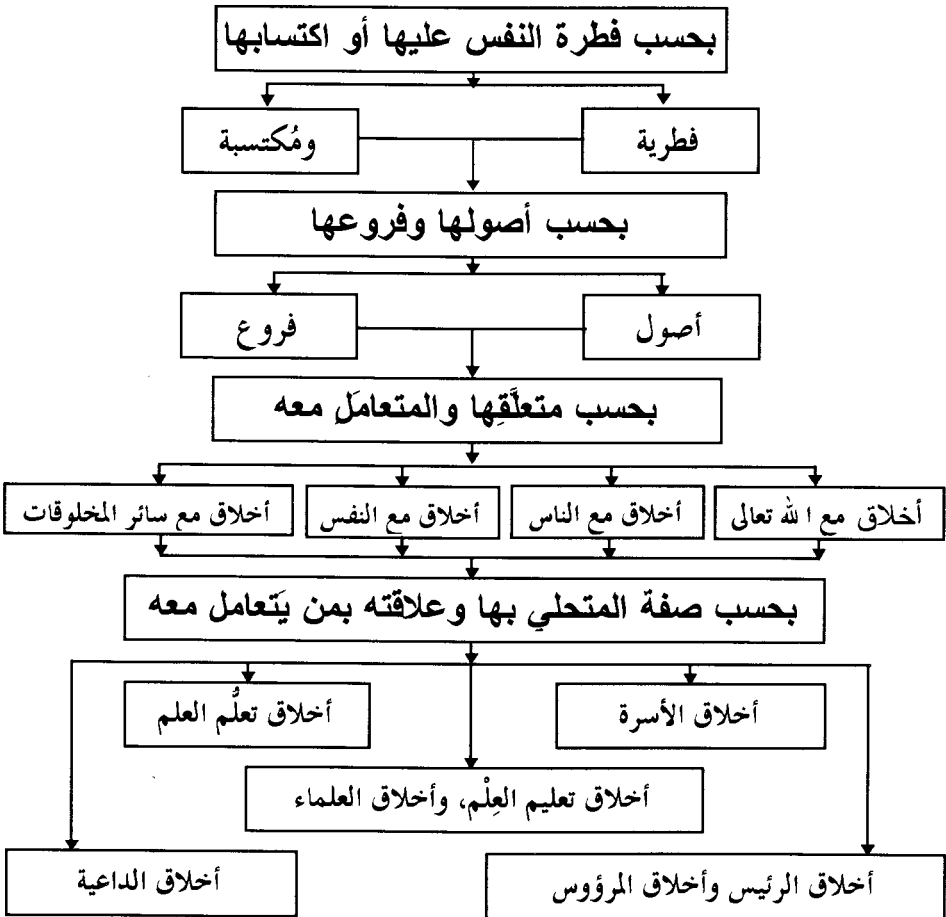 بحسب فطرة النفس عليها أو اكتسابها
فطرية
ومُكتسبة
بحسب أصولها وفروعها
أصول
فروع
بحسب متعلَّقِها والمتعامَلِ معه
أخلاق مع الله تعالى
أخلاق مع الناس
أخلاق مع النفس
أخلاق مع سائر المخلوقات
بحسب صفة المتحلي بها وعلاقته بمن يَتعامل معه
أخلاق الأسرة
أخلاق تعلُّم العلم
أخلاق تعليم العِلْم، وأخلاق العلماء
أخلاق الرئيس وأخلاق المرؤوس
أخلاق الداعية